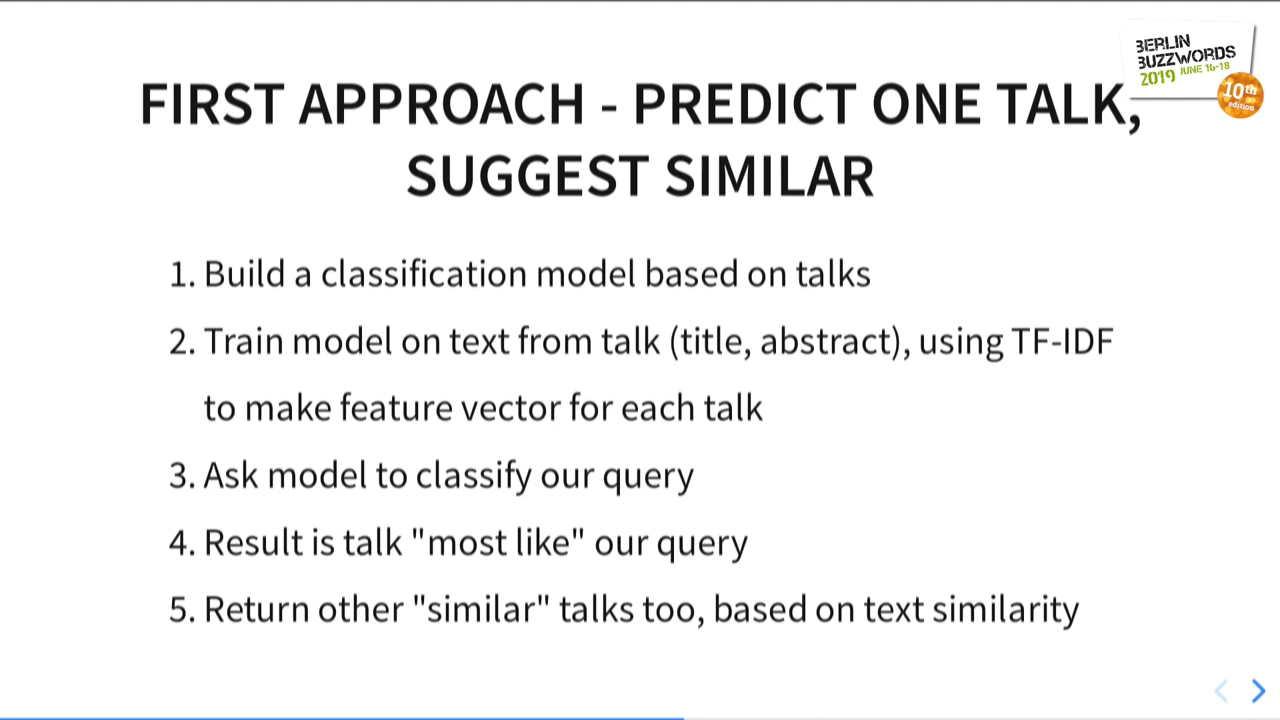 BERLIN
BUZZWORDS
2019 JUNE 16-18
10th
edition
FIRST APPROACH - PREDICT ONE TALK,
SUGGEST SIMILAR
1. Build a classification model based on talks
2. Train model on text from talk (title, abstract), using TF-IDF
to make feature vector for each talk
3. Ask model to classify our query
4. Result is talk "most like" our query
5. Return other "similar" talks too, based on text similarity